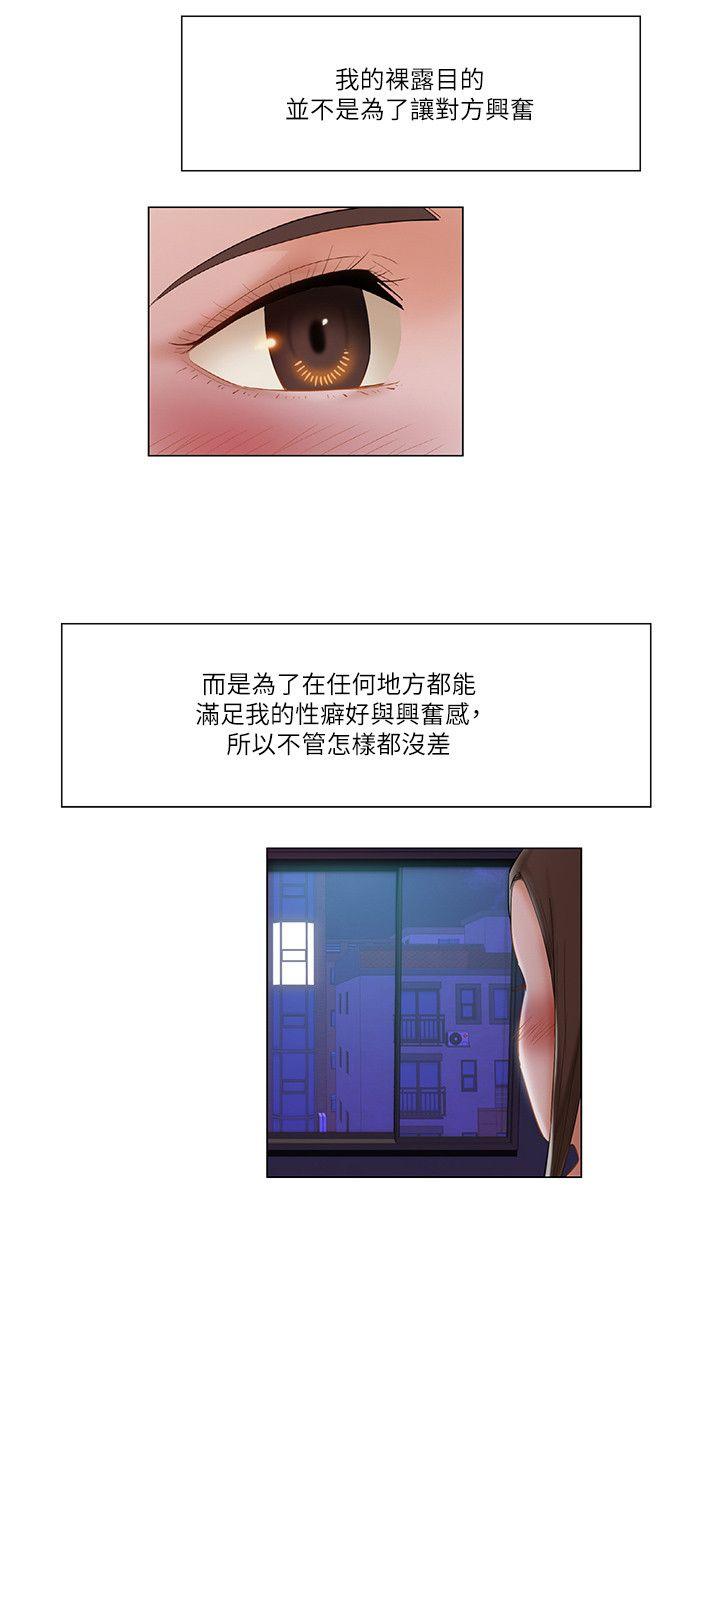 我的裸露目的
並不是為了讓對方興奮
而是為了在任何地方都能
滿足我的性癖好與興奮感，
所以不管怎樣都沒差